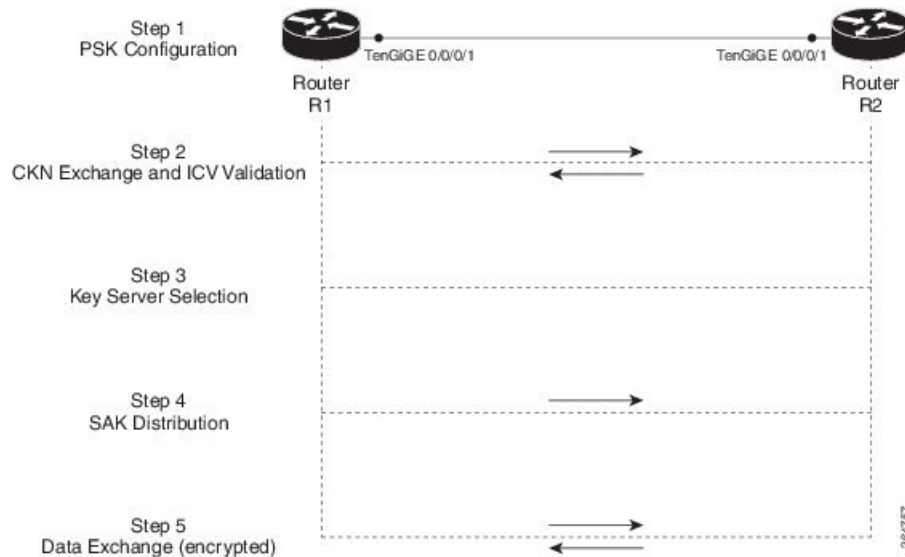 Step 1
PSK Configuration
TenGiGE 0/0/0/1
TenGiGE 0/0/0/1
Router
R1
Router
R2
Step 2
CKN Exchange and ICV Validation
Step 3
Key Server Selection
Step 4
SAK Distribution
Step 5
Data Exchange (encrypted)